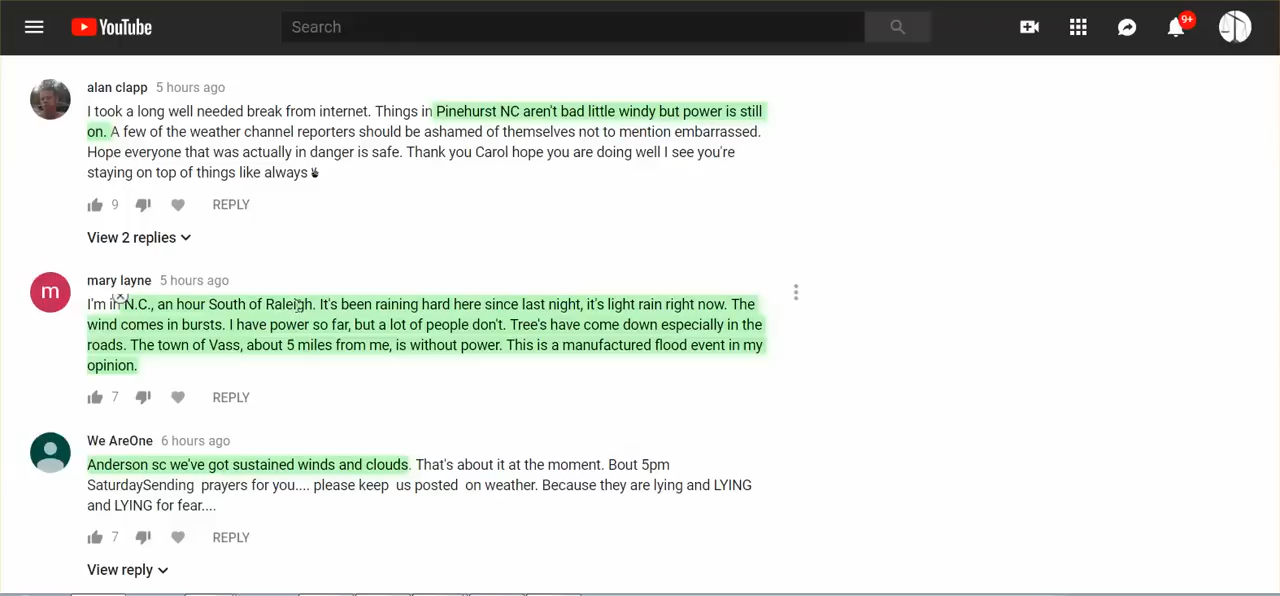 YouTube
Search
9+
alan clapp 5 hours ago
I took a long well needed break from internet. Things in Pinehurst NC aren't bad little windy but power is still
on. A few of the weather channel reporters should be ashamed of themselves not to mention embarrassed.
Hope everyone that was actually in danger is safe. Thank you Carol hope you are doing well I see you're
staying on top of things like always✌
9 REPLY
View 2 replies
m
mary layne 5 hours ago
I'm in N.C., an hour South of Raleigh. It's been raining hard here since last night, it's light rain right now. The
wind comes in bursts. I have power so far, but a lot of people don't. Tree's have come down especially in the
roads. The town of Vass, about 5 miles from me, is without power. This is a manufactured flood event in my
opinion.
7 REPLY
We AreOne 6 hours ago
Anderson sc we've got sustained winds and clouds. That's about it at the moment. Bout 5pm
SaturdaySending prayers for you.... please keep us posted on weather. Because they are lying and LYING
and LYING for fear....
7 REPLY
View reply